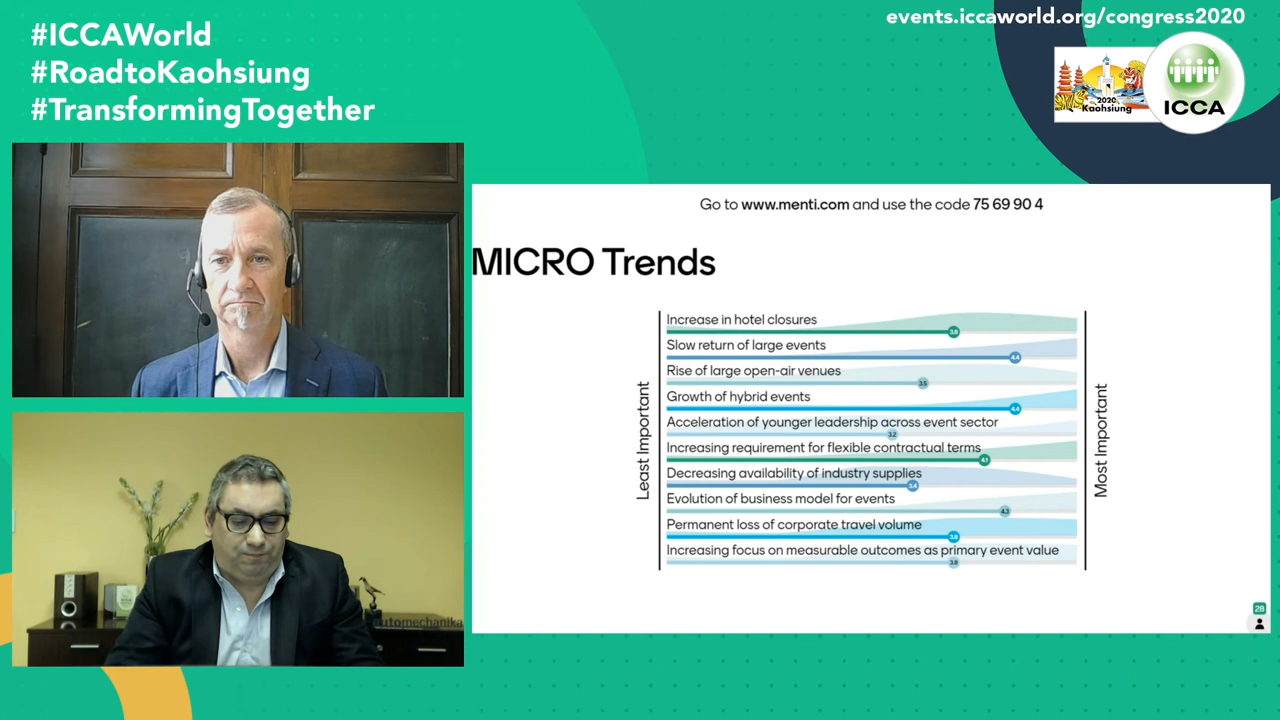 #ICCAWorld
#RoadtoKaohsiung
#TransformingTogether
events.iccaworld.org/congress2020
2020
Kaohsiung
ICCA
Go to www.menti.com and use the code 75 69 90 4
MICRO Trends
Least Important
Most Important
Increase in hotel closures
3.8
Slow return of large events
4.4
Rise of large open-air venues
3.5
Growth of hybrid events
4.4
Acceleration of younger leadership across event sector
3.2
Increasing requirement for flexible contractual terms
4.1
Decreasing availability of industry supplies
3.4
Evolution of business model for events
4.3
Permanent loss of corporate travel volume
3.8
Increasing focus on measurable outcomes as primary event value
3.8
28
automechanika